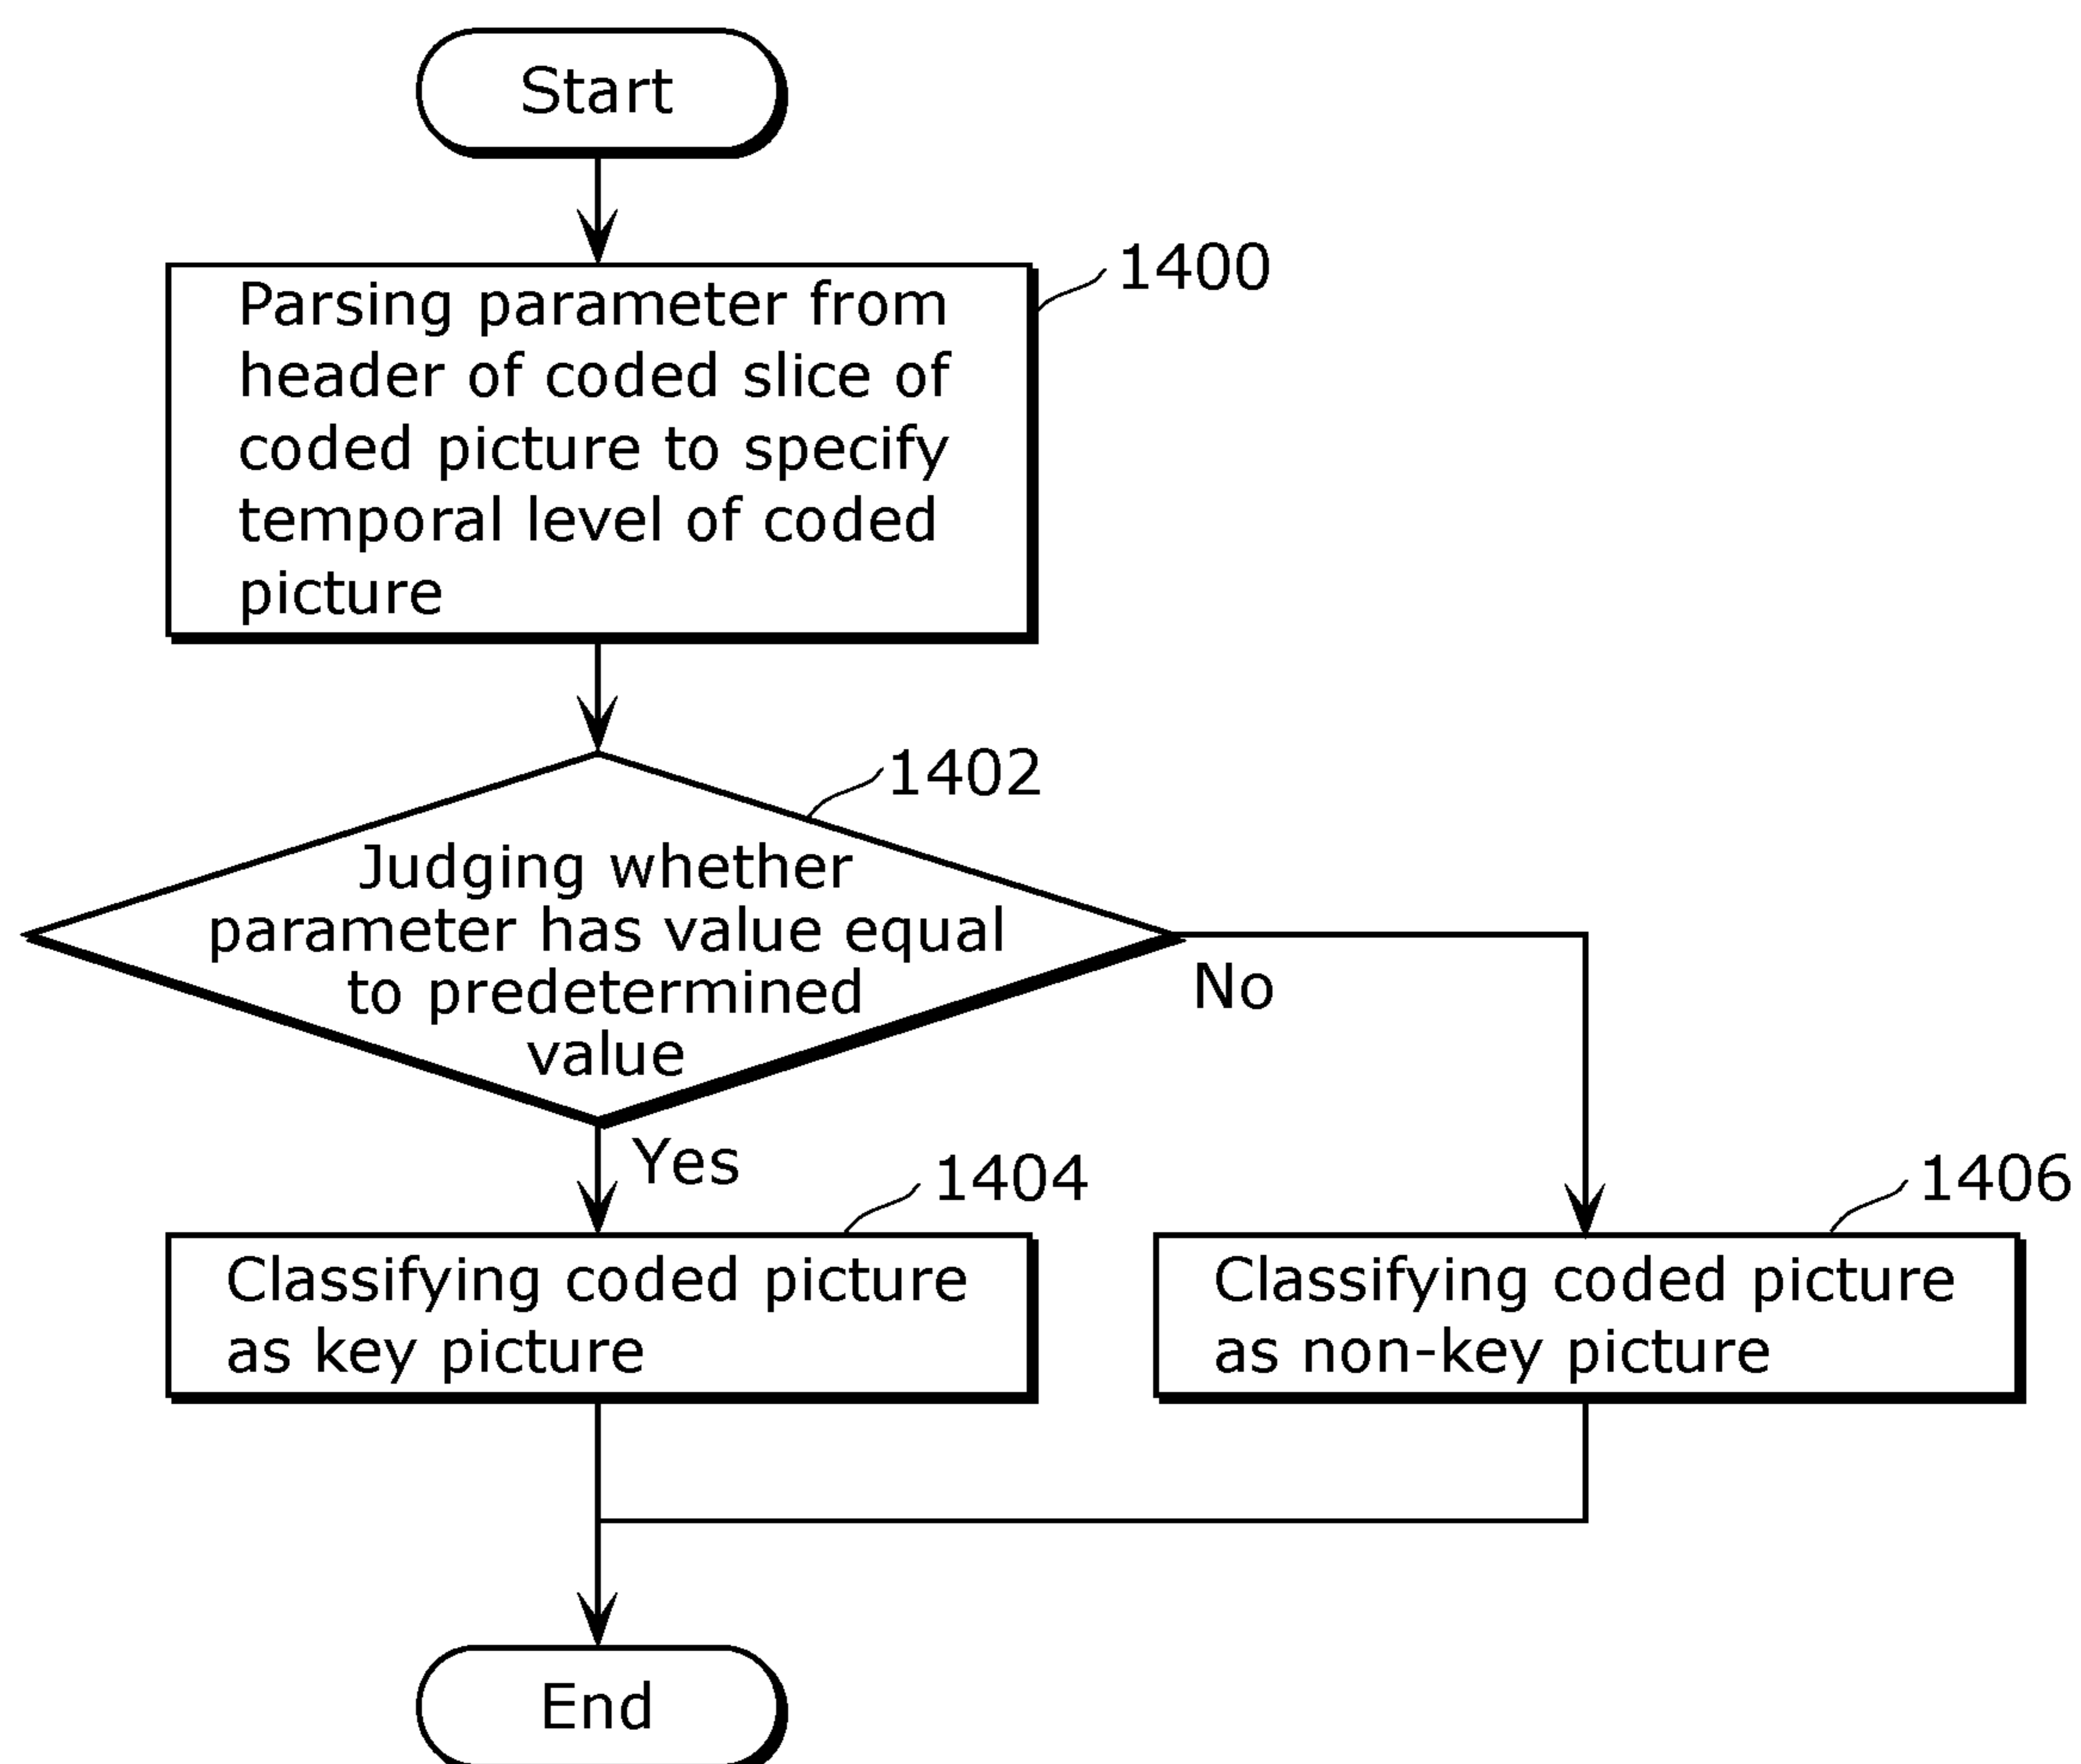 Start
1400
Parsing parameter from
header of coded slice of
coded picture to specify
temporal level of coded
picture
1402
Judging whether
parameter has value equal
to predetermined
value
No
Yes
1404
Classifying coded picture
as key picture
1406
Classifying coded picture
as non-key picture
End